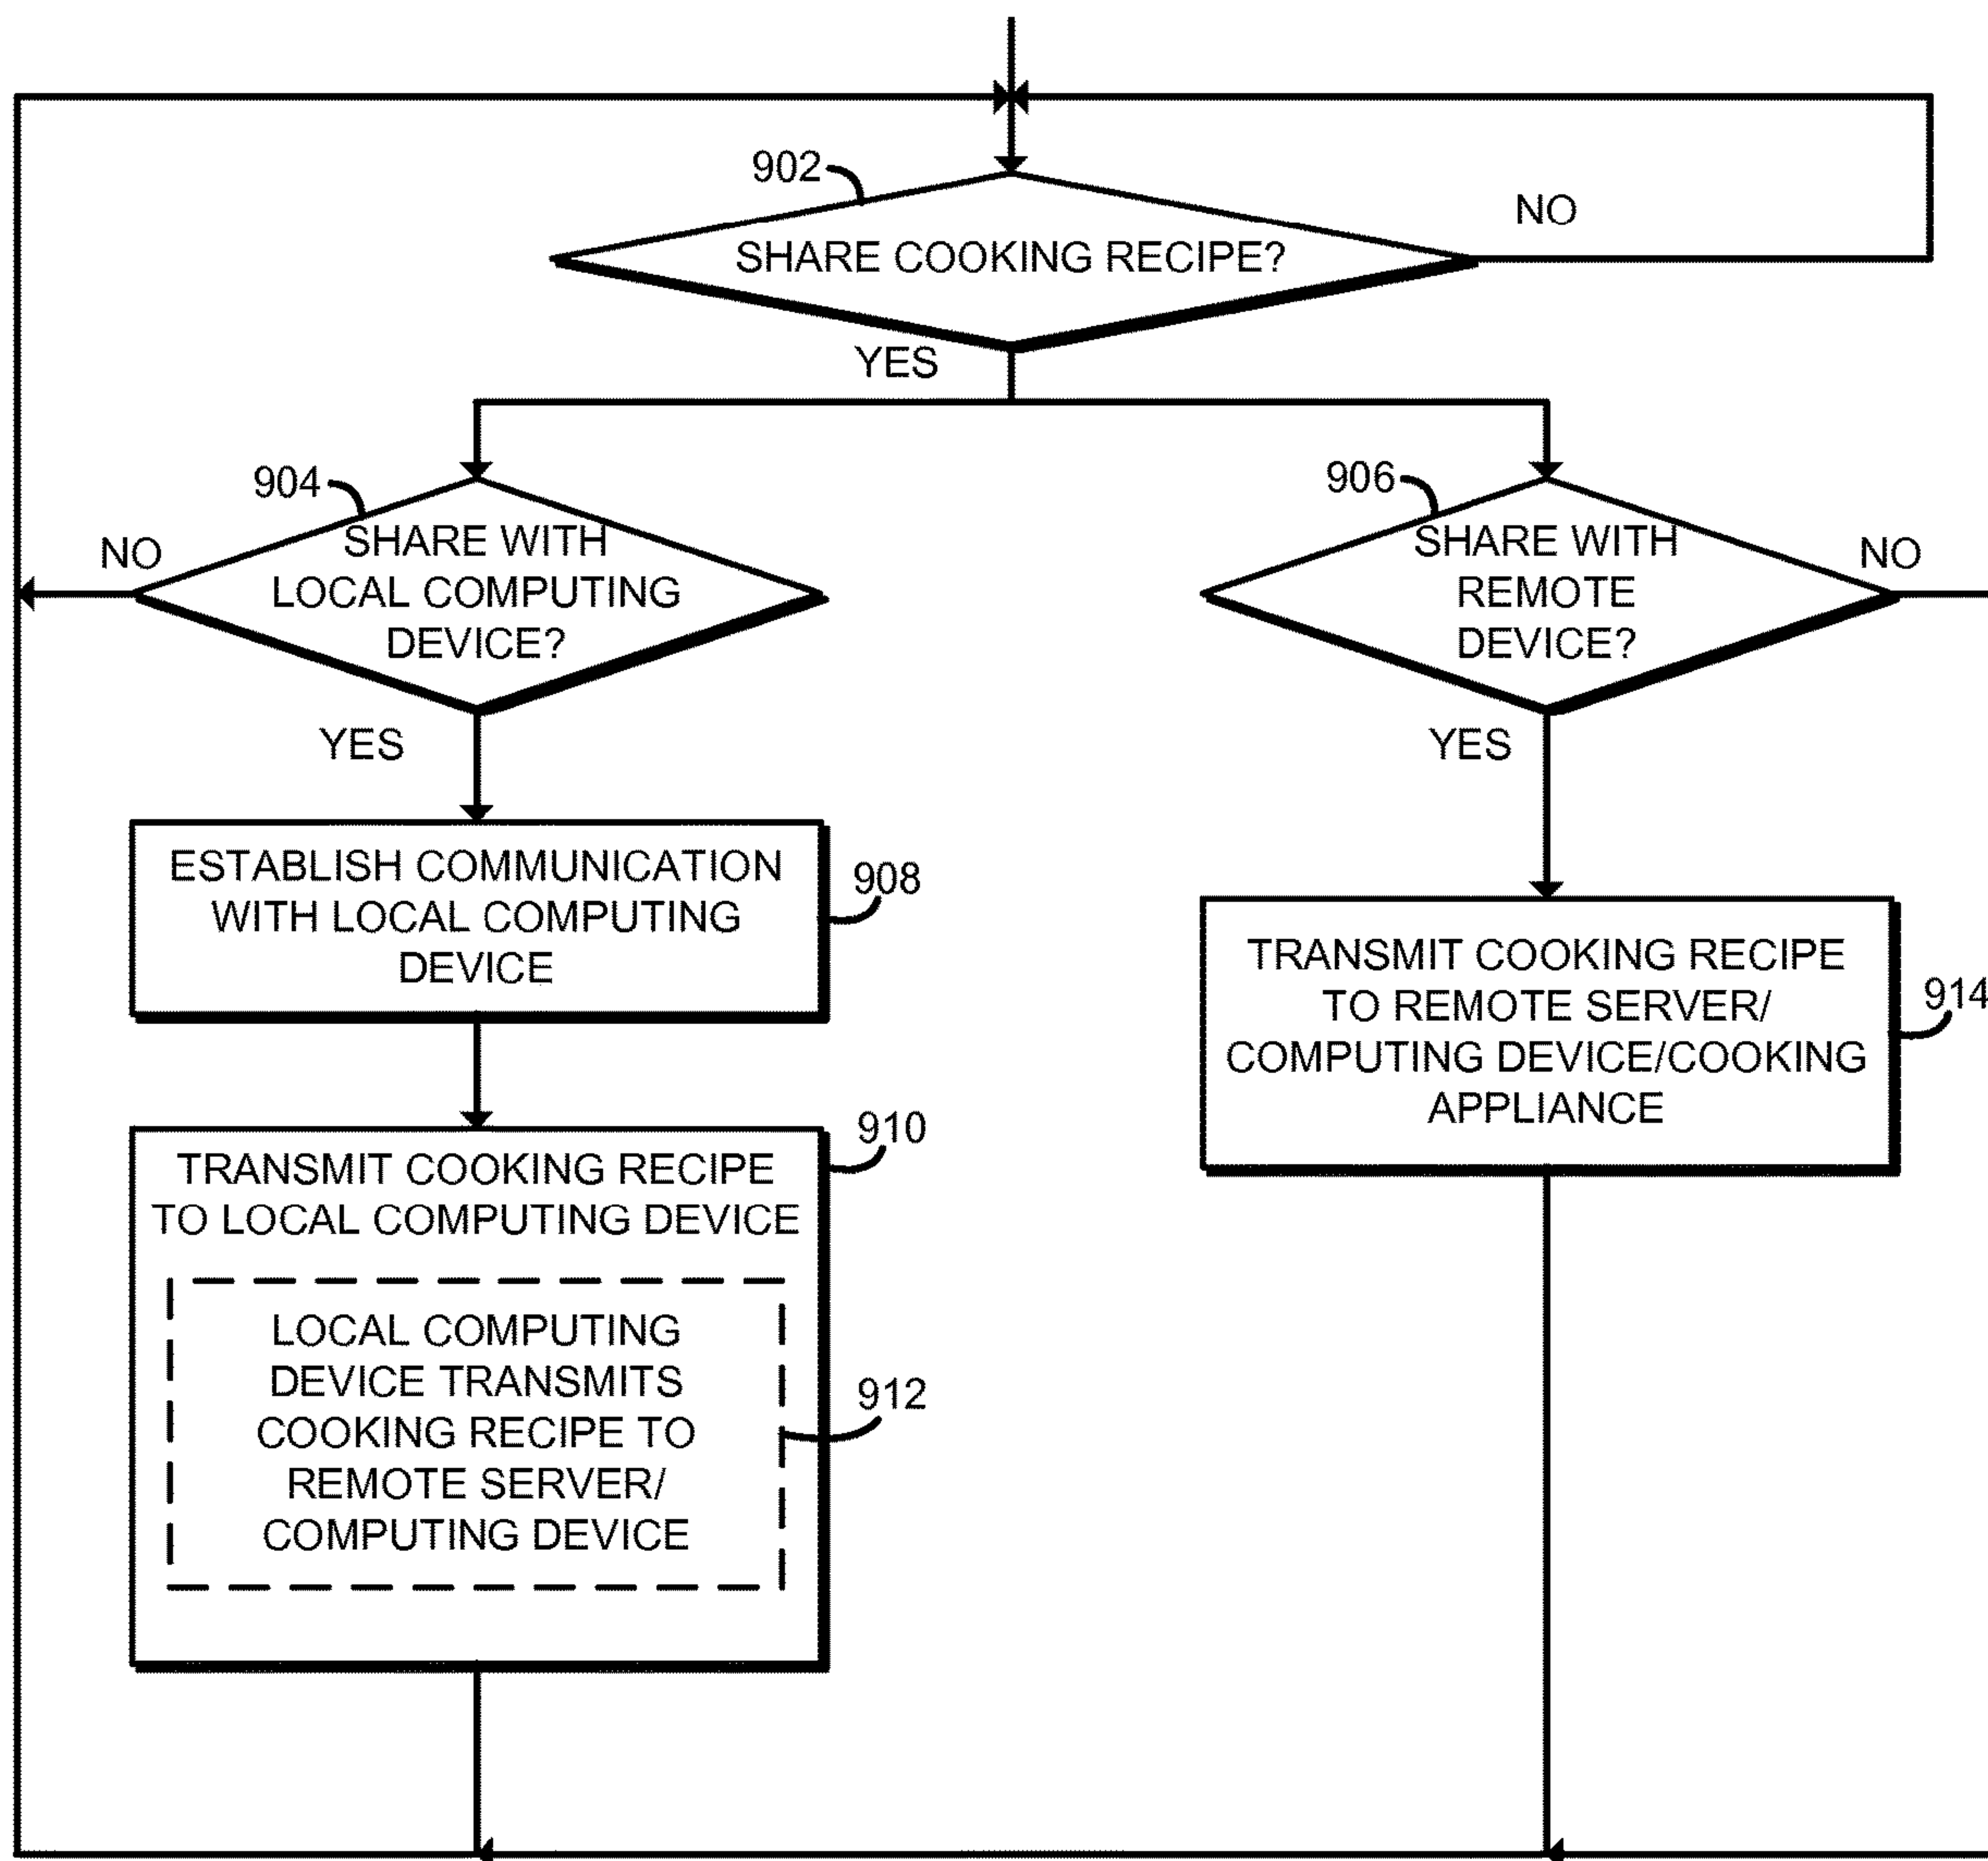 902
SHARE COOKING RECIPE?
NO
YES
904
SHARE WITH
LOCAL COMPUTING
DEVICE?
NO
YES
906
SHARE WITH
REMOTE
DEVICE?
NO
YES
ESTABLISH COMMUNICATION
WITH LOCAL COMPUTING
DEVICE
908
TRANSMIT COOKING RECIPE
TO REMOTE SERVER/
COMPUTING DEVICE/COOKING
APPLIANCE
914
TRANSMIT COOKING RECIPE
TO LOCAL COMPUTING DEVICE
910
LOCAL COMPUTING
DEVICE TRANSMITS
COOKING RECIPE TO
REMOTE SERVER/
COMPUTING DEVICE
912